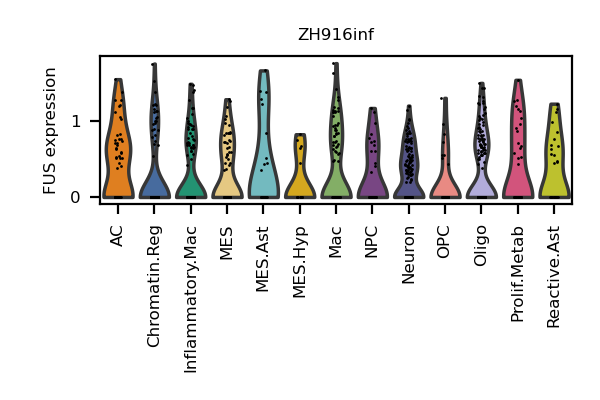 ZH916inf
FUS expression
1
0
AC
Chromatin.Reg
Inflammatory.Mac
MES
MES.Ast
MES.Hyp
Mac
NPC
Neuron
OPC
Oligo
Prolif.Metab
Reactive.Ast